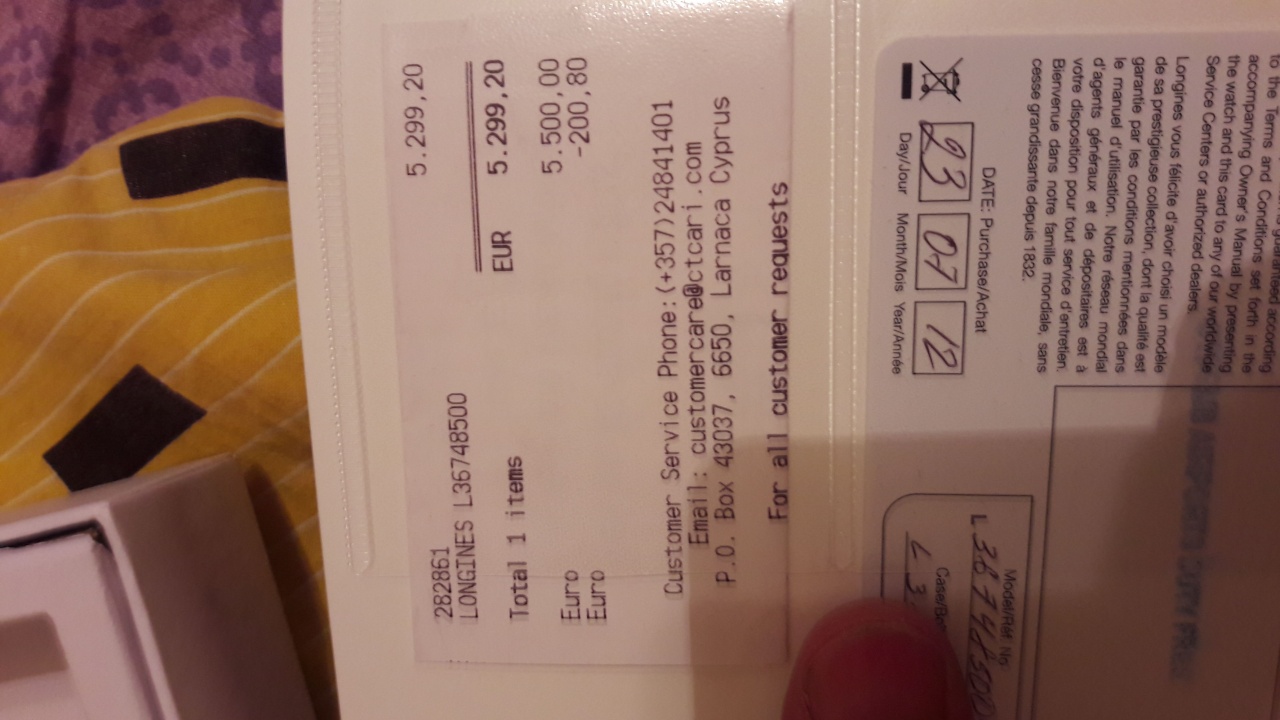 282861
LONGINES L36748500 5.299,20
Total 1 items EUR 5.299,20
Euro 5.500,00
Euro -200,80
Customer Service Phone:(+357)24841401
Email: customercare@ctcari.com
P.O. Box 43037, 6650, Larnaca Cyprus
For all customer requests
to the Terms and Conditions set forth in the
accompanying Owner's Manual by presenting
the watch and this card to any of our worldwide
Service Centers or authorized dealers.
Longines vous félicite d'avoir choisi un modèle
de sa prestigieuse collection, dont la qualité est
garantie par les conditions mentionnées dans
le manuel d'utilisation. Notre réseau mondial
d'agents généraux et de dépositaires est à
votre disposition pour tout service d'entretien.
Bienvenue dans notre famille mondiale, sans
cesse grandissante depuis 1832.
DATE: Purchase/Achat
23 07 12
Day/Jour Month/Mois Year/Année
Model/Réf. No
L36748500
L 3